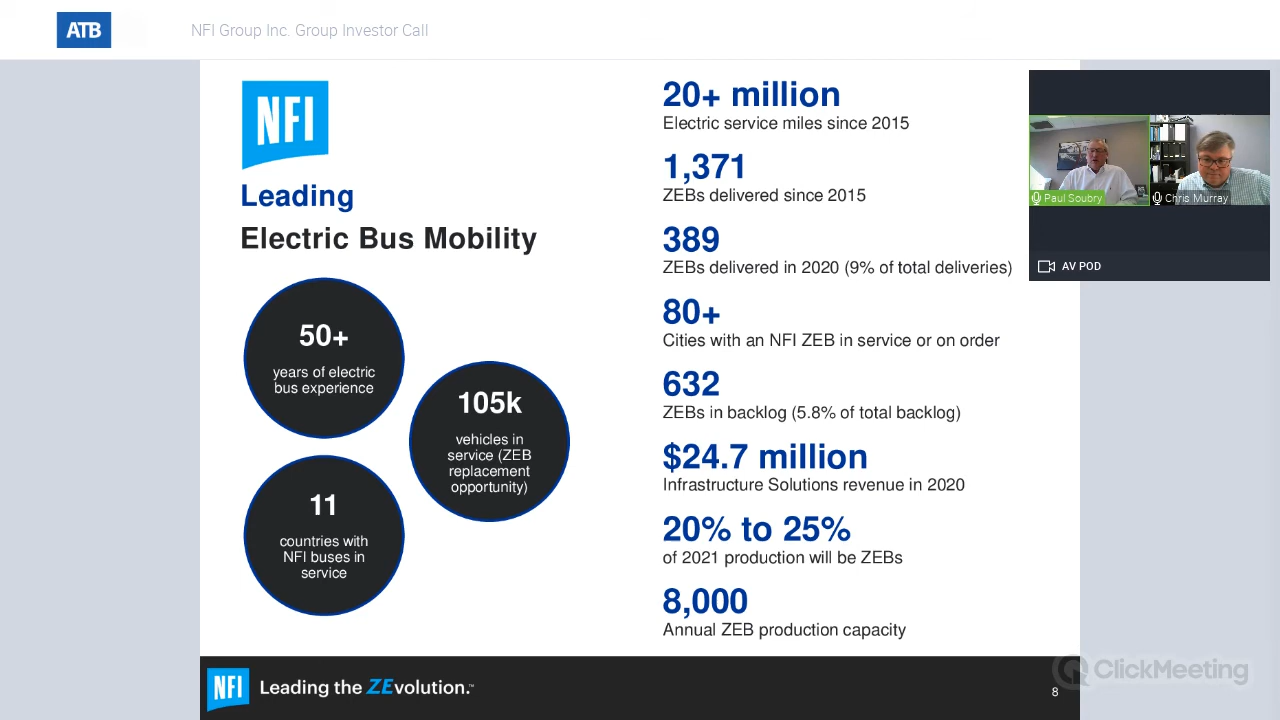 ATB
NFI Group Inc. Group Investor Call
NFI
Leading
Electric Bus Mobility
50+
years of electric
bus experience
105k
vehicles in
service (ZEB
replacement
opportunity)
11
countries with
NFI buses in
service
20+ million
Electric service miles since 2015
1,371
ZEBs delivered since 2015
389
ZEBs delivered in 2020 (9% of total deliveries)
80+
Cities with an NFI ZEB in service or on order
632
ZEBs in backlog (5.8% of total backlog)
$24.7 million
Infrastructure Solutions revenue in 2020
20% to 25%
of 2021 production will be ZEBs
8,000
Annual ZEB production capacity
Paul Soubry
Chris Murray
AV POD
NFI
Leading the ZEvolution.™
8
ClickMeeting